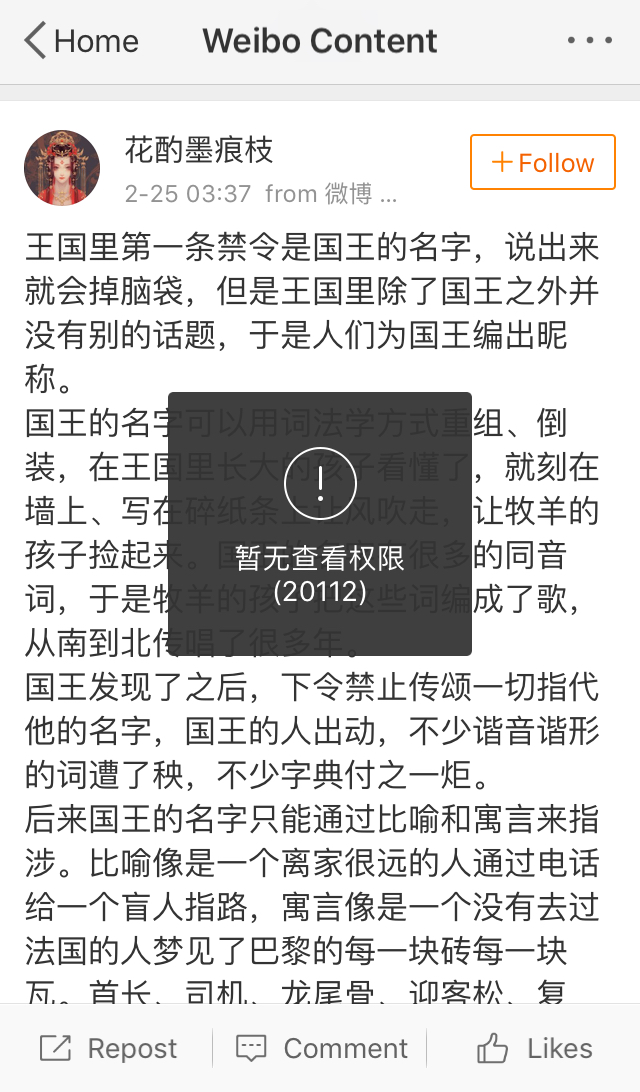 Home
Weibo Content
花酌墨痕枝
2-25 03:37 from 微博 ...
+Follow
王国里第一条禁令是国王的名字，说出来
就会掉脑袋，但是王国里除了国王之外并
没有别的话题，于是人们为国王编出昵
称。
国王的名字可以用词法学方式重组、倒
装，在王国里长大的孩子看懂了，就刻在
墙上、写在碎纸条上让风吹走，让牧羊的
孩子捡起来。国王的名字有很多的同音
词，于是牧羊的孩子把这些词编成了歌，
从南到北传唱了很多年。
暂无查看权限
(20112)
国王发现了之后，下令禁止传颂一切指代
他的名字，国王的人出动，不少谐音谐形
的词遭了秧，不少字典付之一炬。
后来国王的名字只能通过比喻和寓言来指
涉。比喻像是一个离家很远的人通过电话
给一个盲人指路，寓言像是一个没有去过
法国的人梦见了巴黎的每一块砖每一块
瓦。首长、司机、龙尾骨、迎客松、复
Repost
Comment
Likes